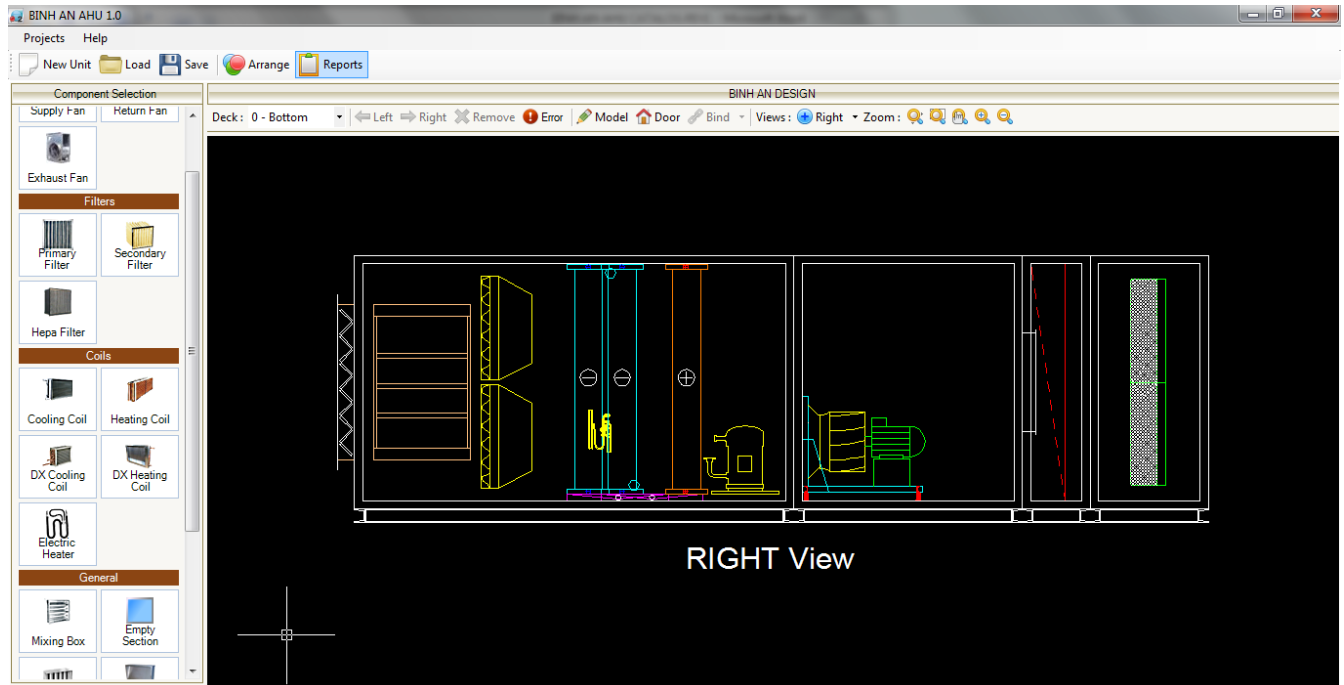 BINH AN AHU 1.0
Projects Help
New Unit Load Save Arrange Reports
Component Selection
BINH AN DESIGN
Supply Fan Return Fan
Deck: 0 - Bottom Left Right Remove Error Model Door Bind Views: Right Zoom:
Exhaust Fan
Filters
Primary Filter
Secondary Filter
Hepa Filter
Coils
Cooling Coil Heating Coil
DX Cooling Coil
DX Heating Coil
Electric Heater
General
Mixing Box
Empty Section
RIGHT View